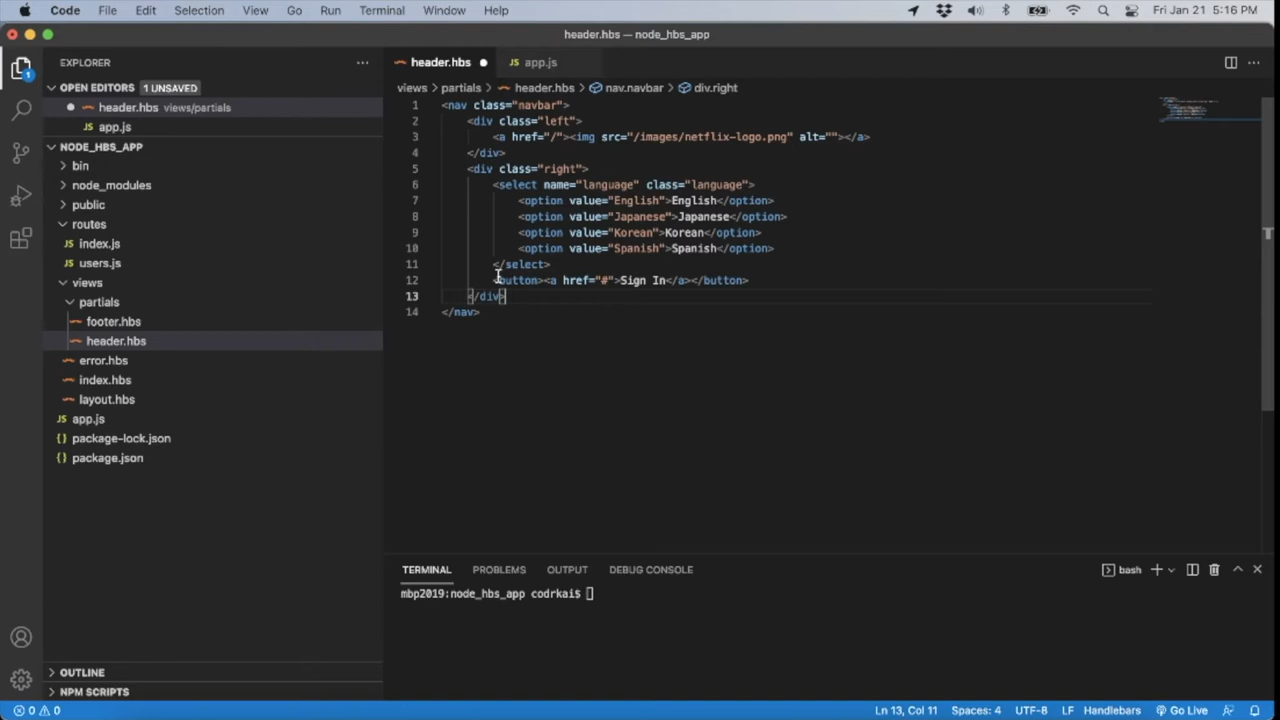 Code File Edit Selection View Go Run Terminal Window Help Fri Jan 21 5:16 PM
header.hbs — node_hbs_app
EXPLORER
OPEN EDITORS 1 UNSAVED
header.hbs views/partials
app.js
NODE_HBS_APP
bin
node_modules
public
routes
index.js
users.js
views
partials
footer.hbs
header.hbs
error.hbs
index.hbs
layout.hbs
app.js
package-lock.json
package.json
OUTLINE
NPM SCRIPTS
header.hbs app.js
views > partials > header.hbs > nav.navbar > div.right
1 <nav class="navbar">
2 <div class="left">
3 <a href="/"><img src="/images/netflix-logo.png" alt=""></a>
4 </div>
5 <div class="right">
6 <select name="language" class="language">
7 <option value="English">English</option>
8 <option value="Japanese">Japanese</option>
9 <option value="Korean">Korean</option>
10 <option value="Spanish">Spanish</option>
11 </select>
12 <button><a href="#">Sign In</a></button>
13 </div>
14 </nav>
TERMINAL PROBLEMS OUTPUT DEBUG CONSOLE bash
mbp2019:node_hbs_app codrkai$
0 0 Ln 13, Col 11 Spaces: 4 UTF-8 LF Handlebars Go Live